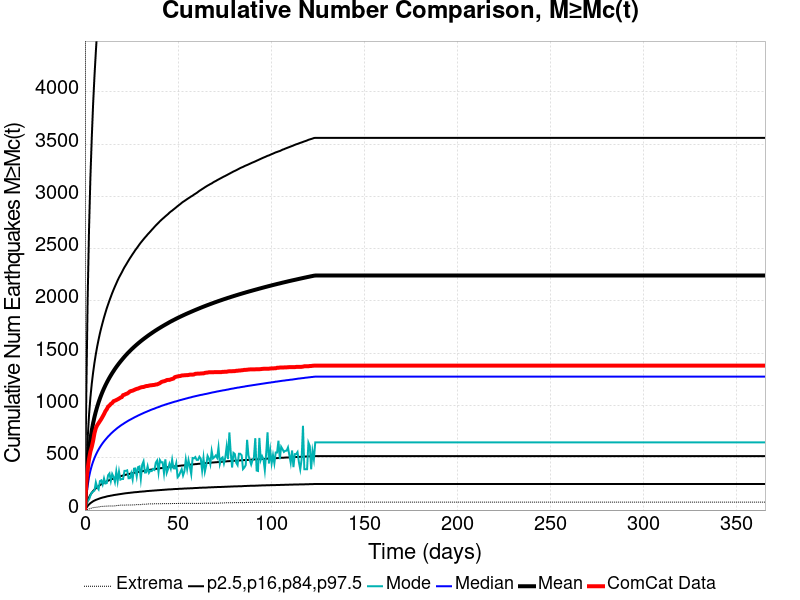 Cumulative Number Comparison, M≥Mc(t)
Cumulative Num Earthquakes M≥Mc(t)
4000
3500
3000
2500
2000
1500
1000
500
0
0 50 100 150 200 250 300 350
Time (days)
Extrema p2.5,p16,p84,p97.5 Mode Median Mean ComCat Data